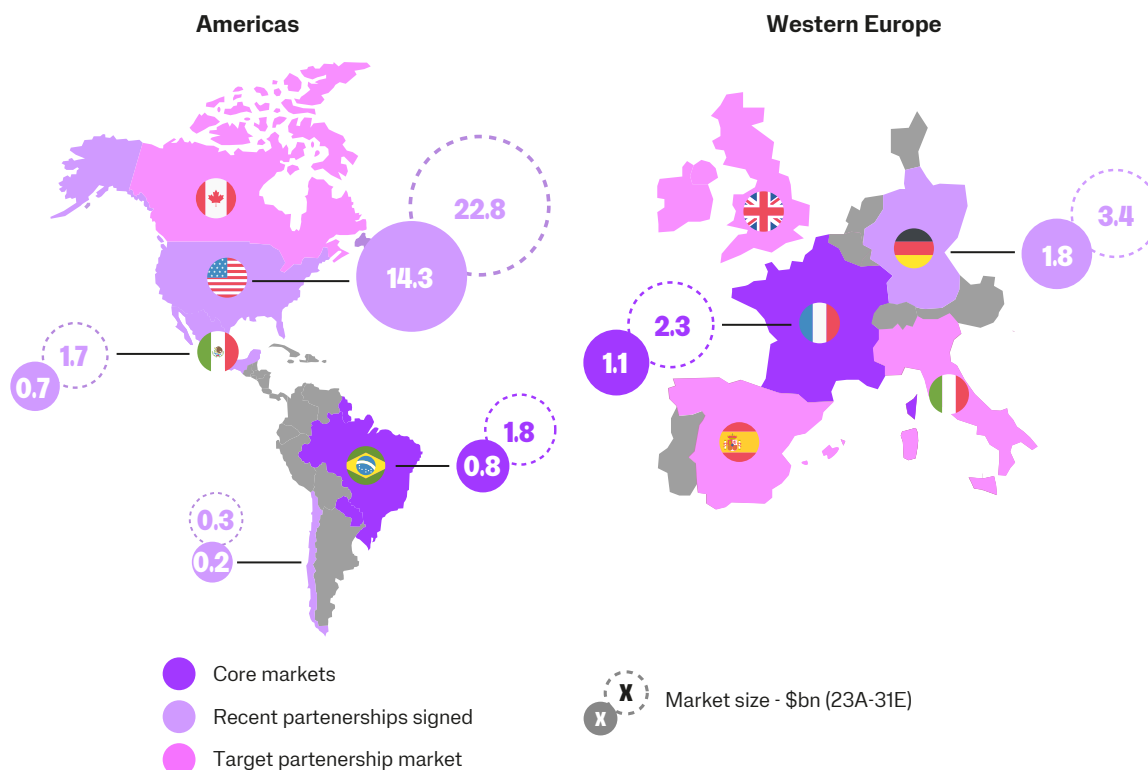 Americas
Western Europe
22.8
14.3
1.7
0.7
1.8
0.8
0.3
0.2
3.4
1.8
2.3
1.1
Core markets
Recent partenerships signed
Target partenership market
X
X
Market size - $bn (23A-31E)